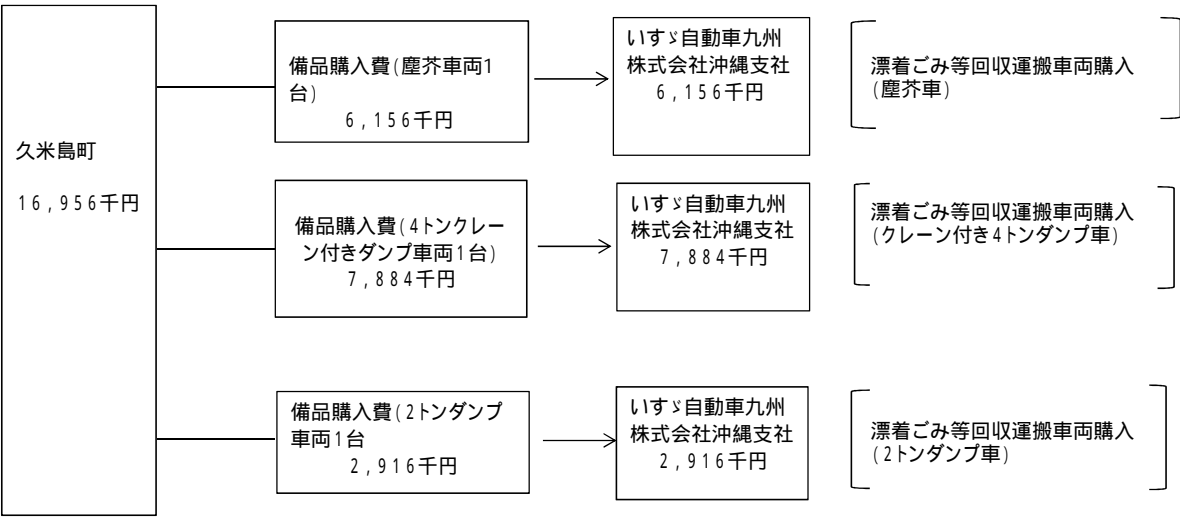 久米島町
16,956千円
備品購入費(塵芥車両1
台)
6,156千円
いすゞ自動車九州
株式会社沖縄支社
6,156千円
漂着ごみ等回収運搬車両購入
(塵芥車)
備品購入費(4トンクレー
ン付きダンプ車両1台)
7,884千円
いすゞ自動車九州
株式会社沖縄支社
7,884千円
漂着ごみ等回収運搬車両購入
(クレーン付き4トンダンプ車)
備品購入費(2トンダンプ
車両1台
2,916千円
いすゞ自動車九州
株式会社沖縄支社
2,916千円
漂着ごみ等回収運搬車両購入
(2トンダンプ車)